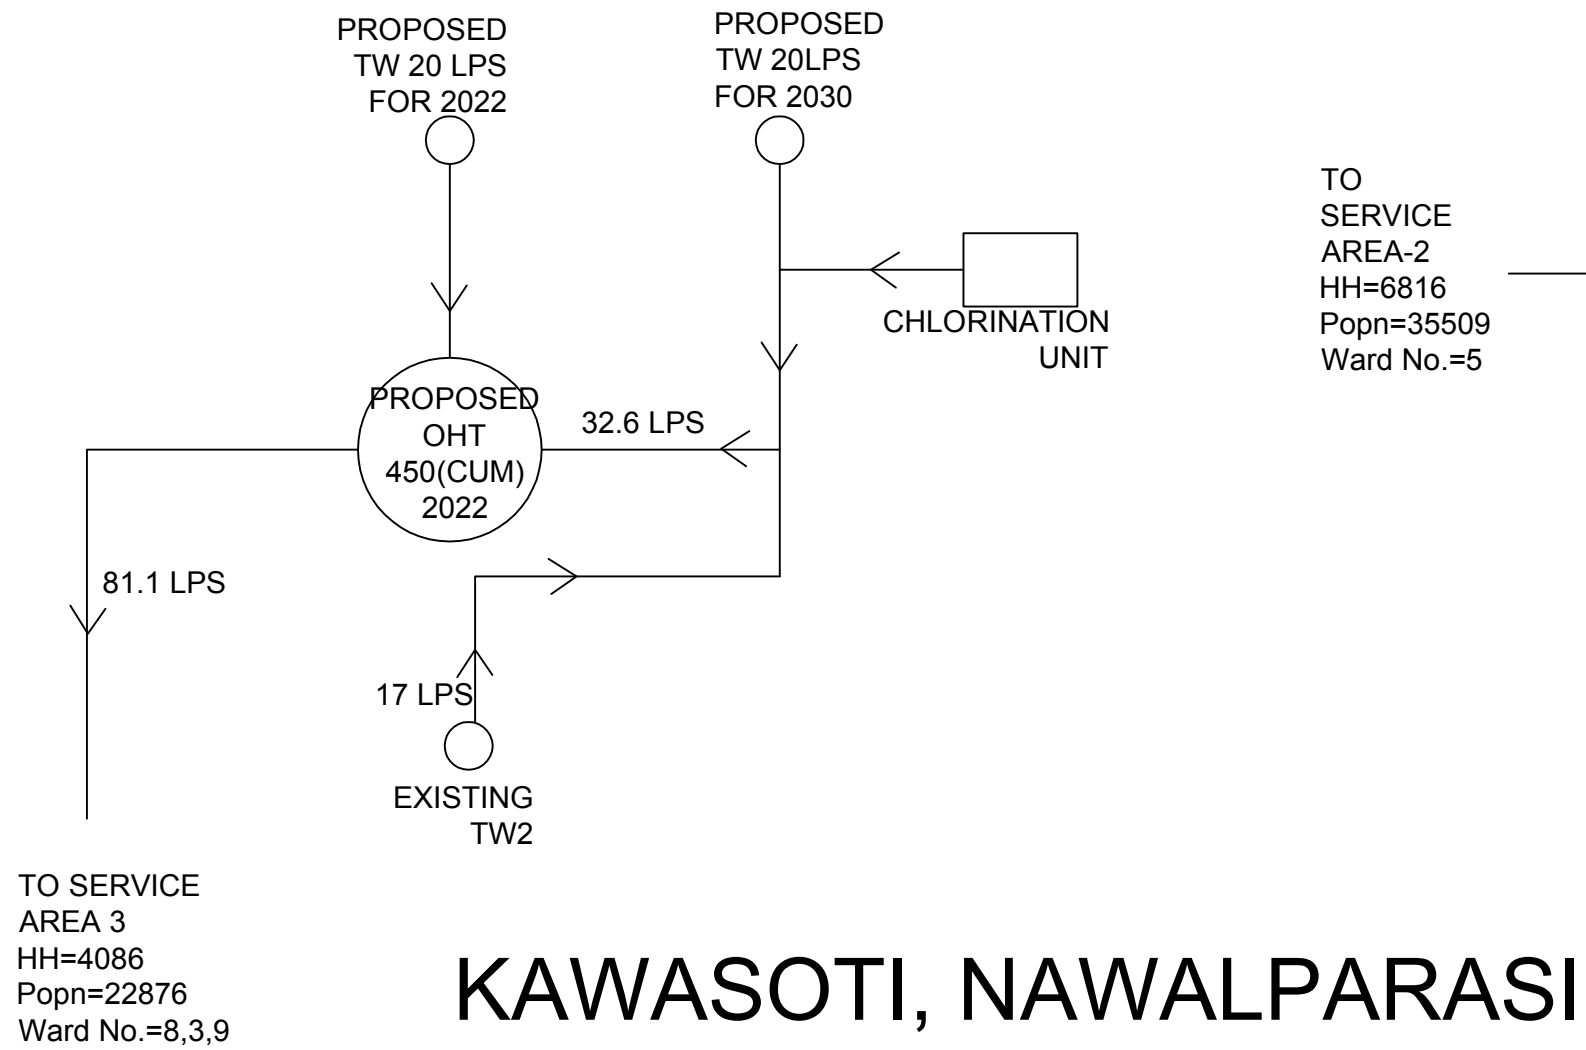 PROPOSED
TW 20 LPS
FOR 2022
PROPOSED
TW 20LPS
FOR 2030
TO
SERVICE
AREA-2
HH=6816
Popn=35509
Ward No.=5
CHLORINATION
UNIT
PROPOSED
OHT
450(CUM)
2022
32.6 LPS
81.1 LPS
17 LPS
EXISTING
TW2
TO SERVICE
AREA 3
HH=4086
Popn=22876
Ward No.=8,3,9
KAWASOTI, NAWALPARASI